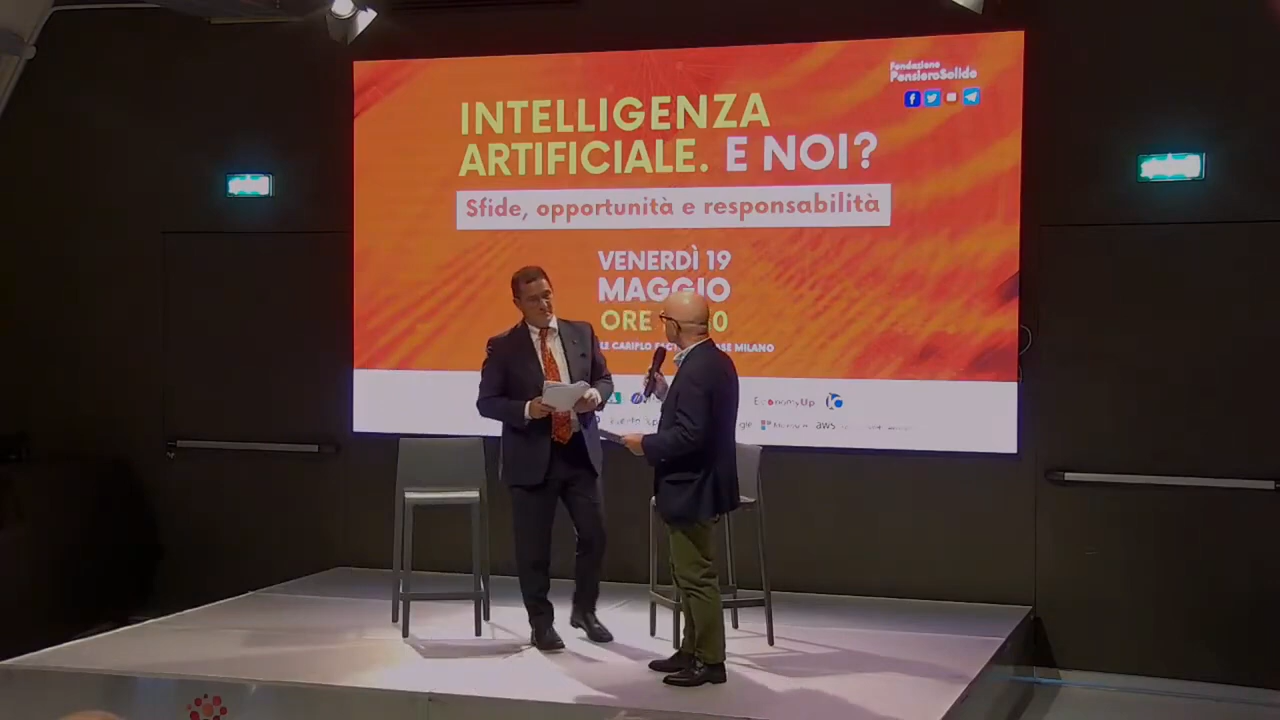 Fondazione
PensieroSolido
INTELLIGENZA
ARTIFICIALE. E NOI?
Sfide, opportunità e responsabilità
VENERDÌ 19
MAGGIO
ORE
MILANO
EconomyUp
aws